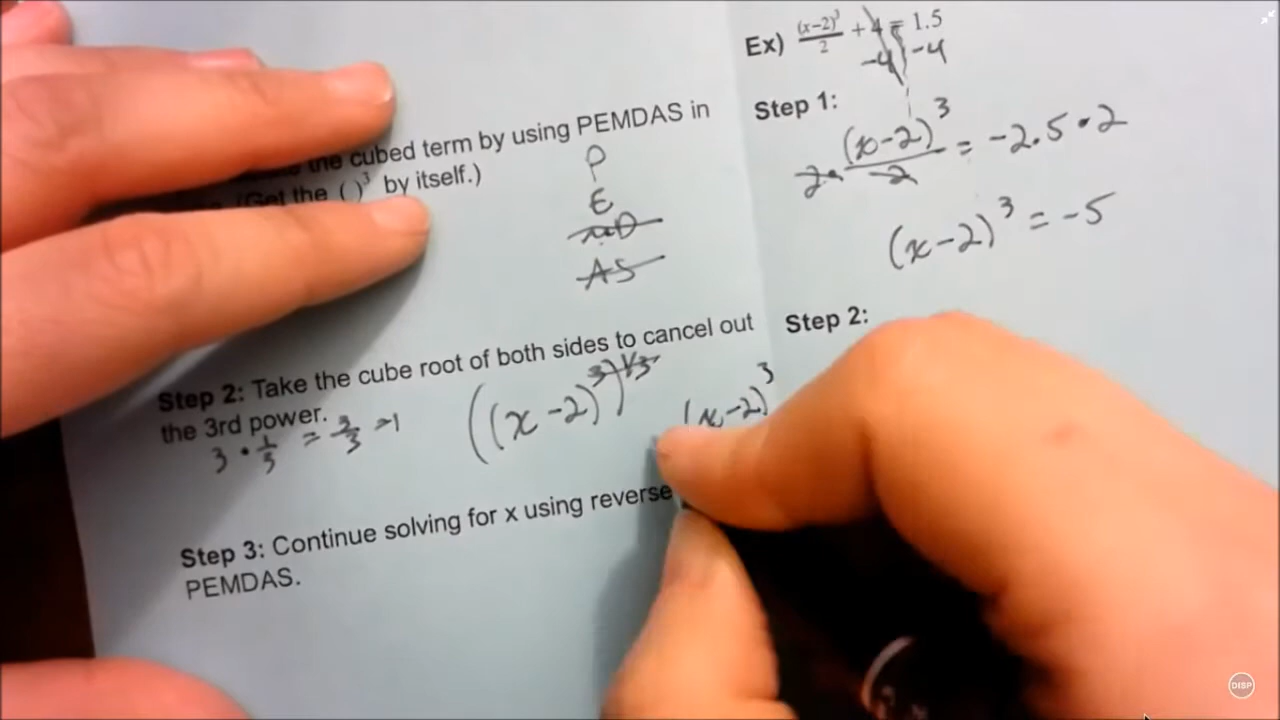 the cubed term by using PEMDAS in
(Get the ( )³ by itself.)
P
E
MD
AS
Step 2: Take the cube root of both sides to cancel out
the 3rd power.
3 · 1/3 = 3/3 = 1
((x-2)³)^1/3
(x-2)³
Step 3: Continue solving for x using reverse
PEMDAS.
Ex) (x-2)³/2 + 4 = 1.5
-4 -4
Step 1:
2· (x-2)³/2 = -2.5 · 2
(x-2)³ = -5
Step 2:
DISP